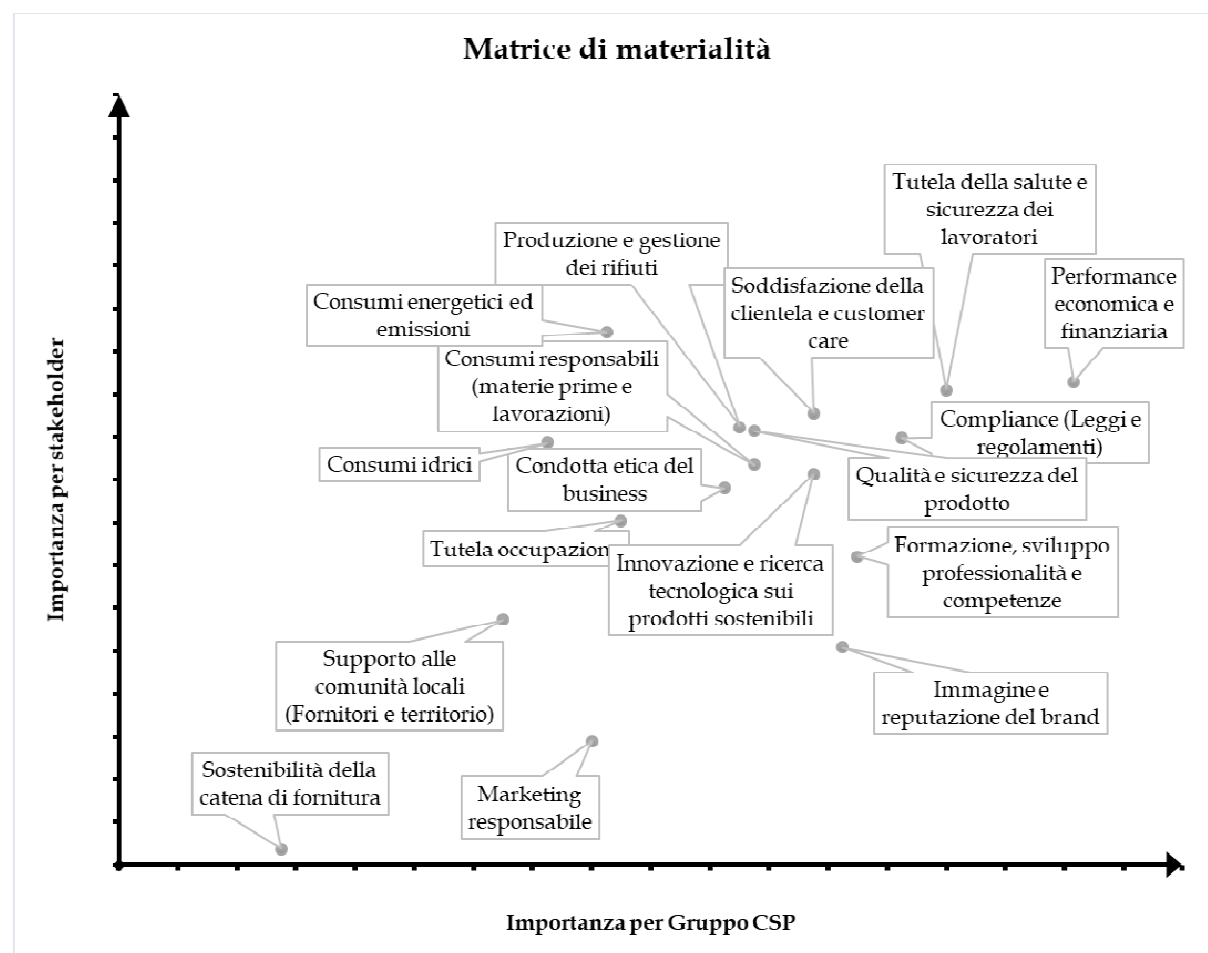 Matrice di materialità
Importanza per stakeholder
Tutela della salute e
sicurezza dei
lavoratori
Produzione e gestione
dei rifiuti
Soddisfazione della
clientela e customer
care
Performance
economica e
finanziaria
Consumi energetici ed
emissioni
Consumi responsabili
(materie prime e
lavorazioni)
Compliance (Leggi e
regolamenti)
Consumi idrici
Condotta etica del
business
Qualità e sicurezza del
prodotto
Tutela occupazion
Innovazione e ricerca
tecnologica sui
prodotti sostenibili
Formazione, sviluppo
professionalità e
competenze
Supporto alle
comunità locali
(Fornitori e territorio)
Immagine e
reputazione del brand
Sostenibilità della
catena di fornitura
Marketing
responsabile
Importanza per Gruppo CSP